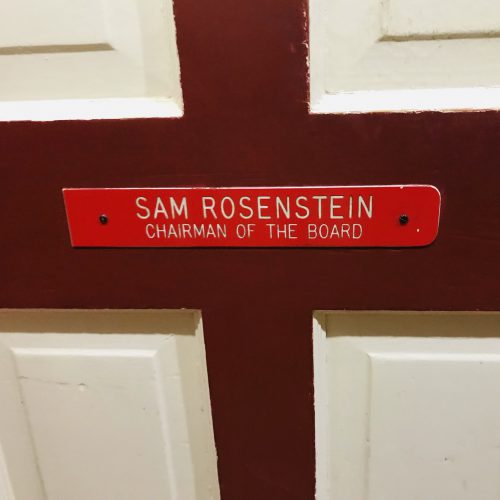 SAM ROSENSTEIN
CHAIRMAN OF THE BOARD